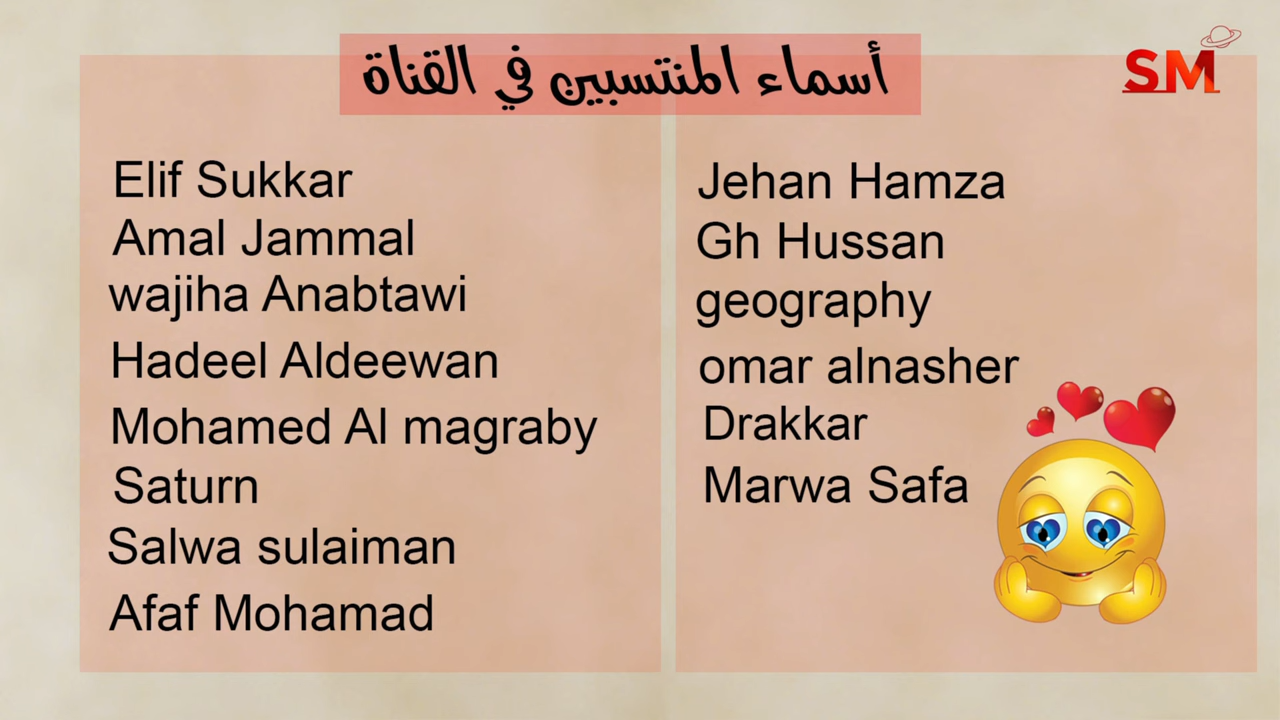 أسماء المنتسبين في القناة
SM
Elif Sukkar
Amal Jammal
wajiha Anabtawi
Hadeel Aldeewan
Mohamed Al magraby
Saturn
Salwa sulaiman
Afaf Mohamad
Jehan Hamza
Gh Hussan
geography
omar alnasher
Drakkar
Marwa Safa